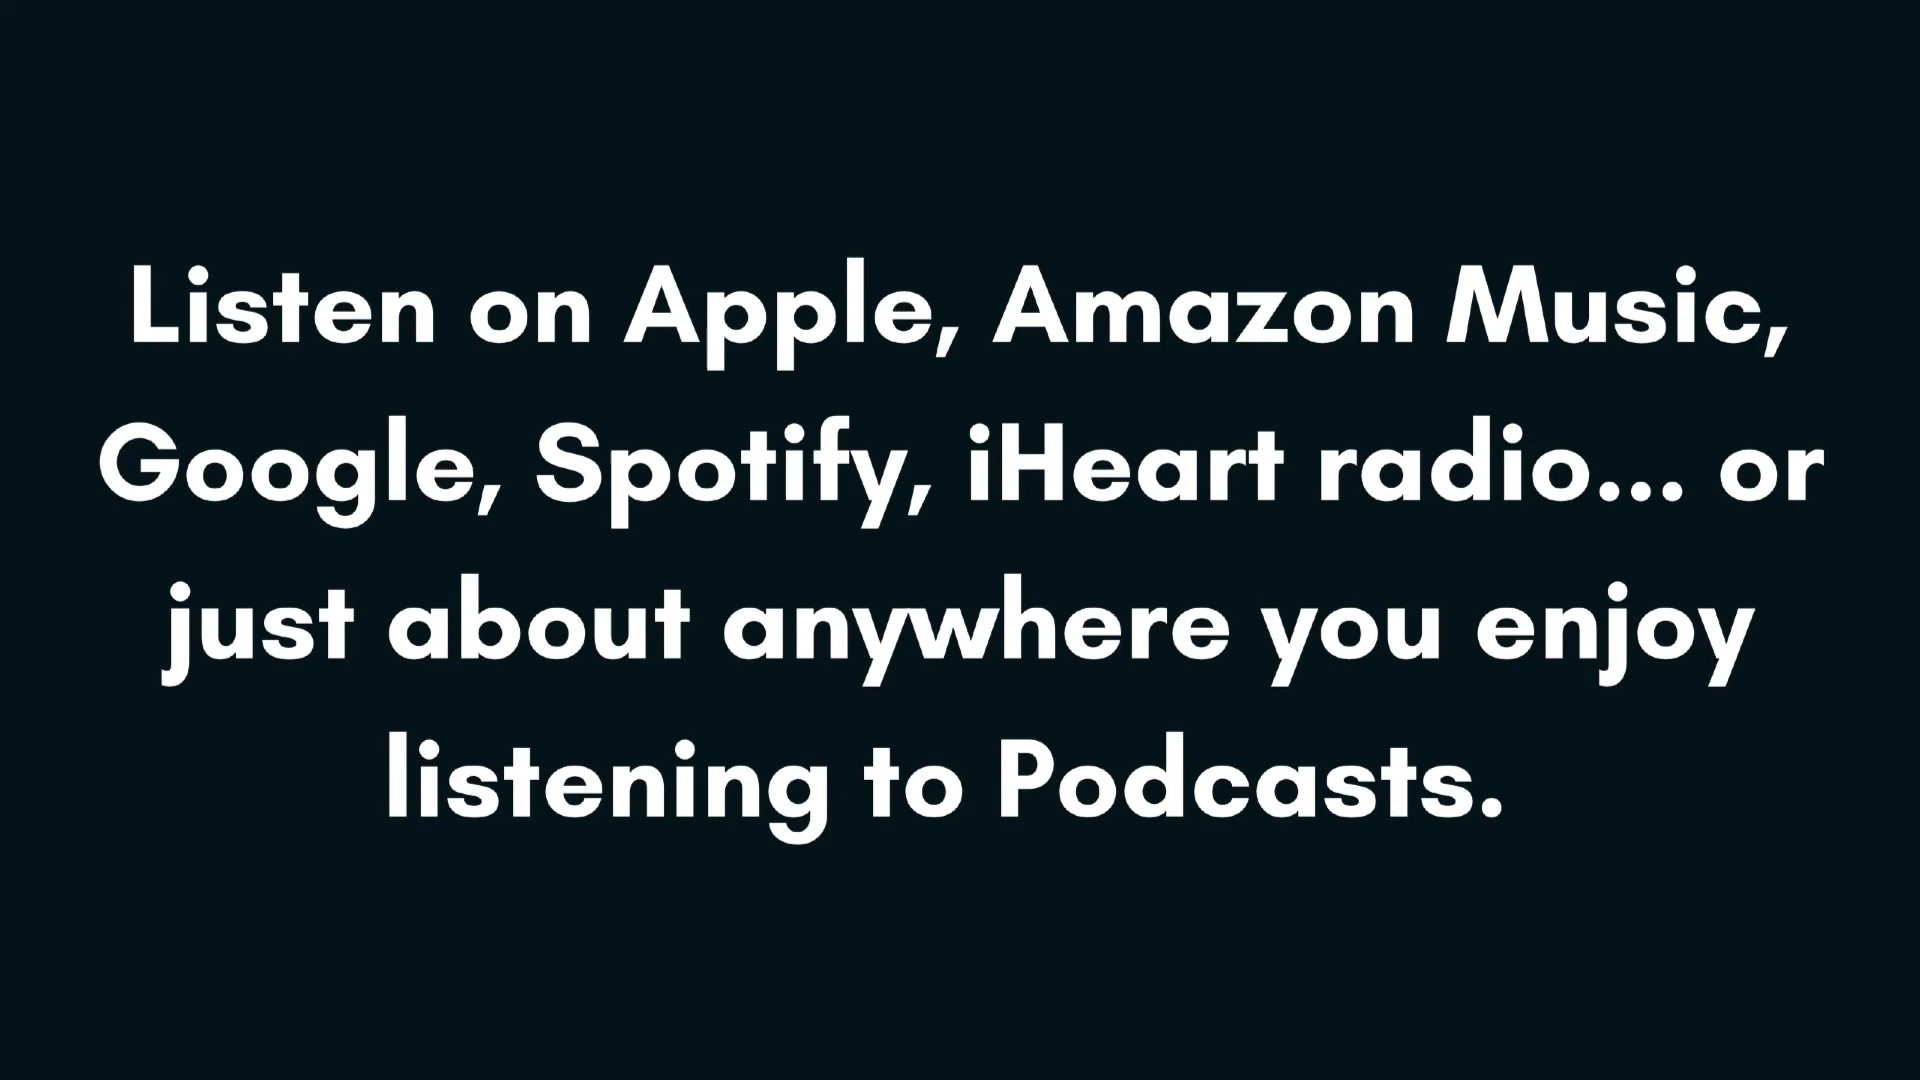 Listen on Apple, Amazon Music,
Google, Spotify, iHeart radio... or
just about anywhere you enjoy
listening to Podcasts.